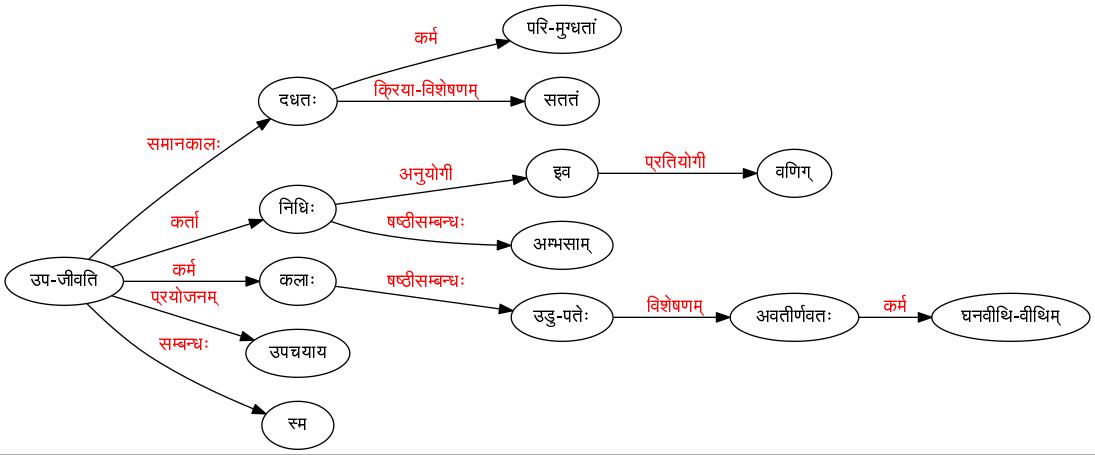 परि-मुग्धतां
कर्म
दधतः
क्रिया-विशेषणम्
सततं
समानकालः
इव
प्रतियोगी
वणिग्
अनुयोगी
निधिः
कर्ता
षष्ठीसम्बन्धः
अम्भसाम्
उप-जीवति
कर्म
कलाः
षष्ठीसम्बन्धः
प्रयोजनम्
उडु-पतेः
विशेषणम्
अवतीर्णवतः
कर्म
घनवीथि-वीथिम्
उपचयाय
सम्बन्धः
स्म